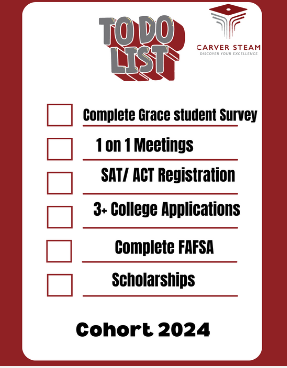 TO DO
LIST
CARVER STEAM
DISCOVER YOUR EXCELLENCE
Complete Grace student Survey
1 on 1 Meetings
SAT/ ACT Registration
3+ College Applications
Complete FAFSA
Scholarships
Cohort 2024